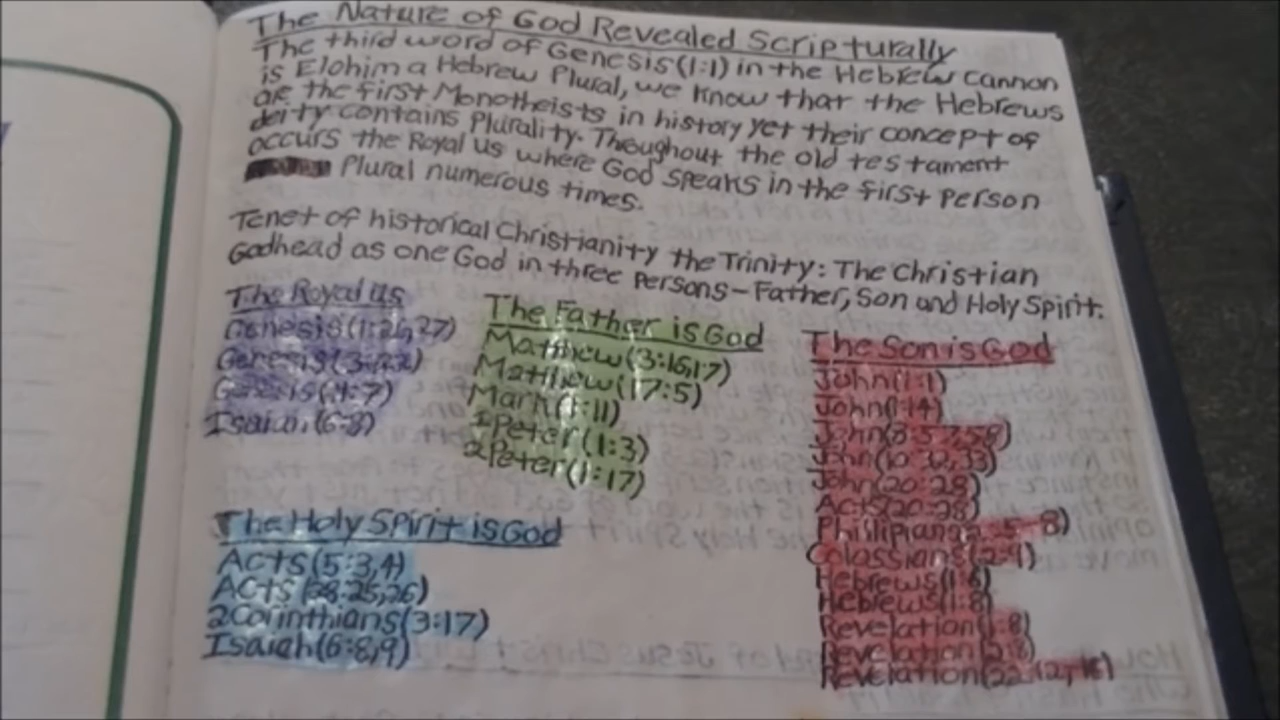 The Nature of God Revealed Scripturally
The third word of Genesis(1:1) in the Hebrew Cannon
is Elohim a Hebrew Plural, we know that the Hebrews
are the first Monotheists in history yet their concept of
deity contains Plurality. Throughout the old testament
occurs the Royal us where God speaks in the first person
Plural numerous times.
Tenet of historical Christianity the Trinity: The Christian
Godhead as one God in three persons-Father, Son and Holy Spirit.
The Royal us
Genesis(1:26,27)
Genesis(3:22)
Genesis(11:7)
Isaiah(6:8)
The Father is God
Matthew(3:16,17)
Matthew(17:5)
Mark(1:11)
1Peter(1:3)
2Peter(1:17)
The Son is God
John(1:1)
John(1:14)
John(8:57,58)
John(10:32,33)
John(20:28)
Acts(20:28)
Phillipians(2:5-8)
Colossians(2:9)
Hebrews(1:6)
Hebrews(1:8)
Revelation(1:8)
Revelation(2:8)
Revelation
The Holy Spirit is God
Acts(5:3,4)
Acts(28:25,26)
2Corinthians(3:17)
Isaiah(6:8,9)